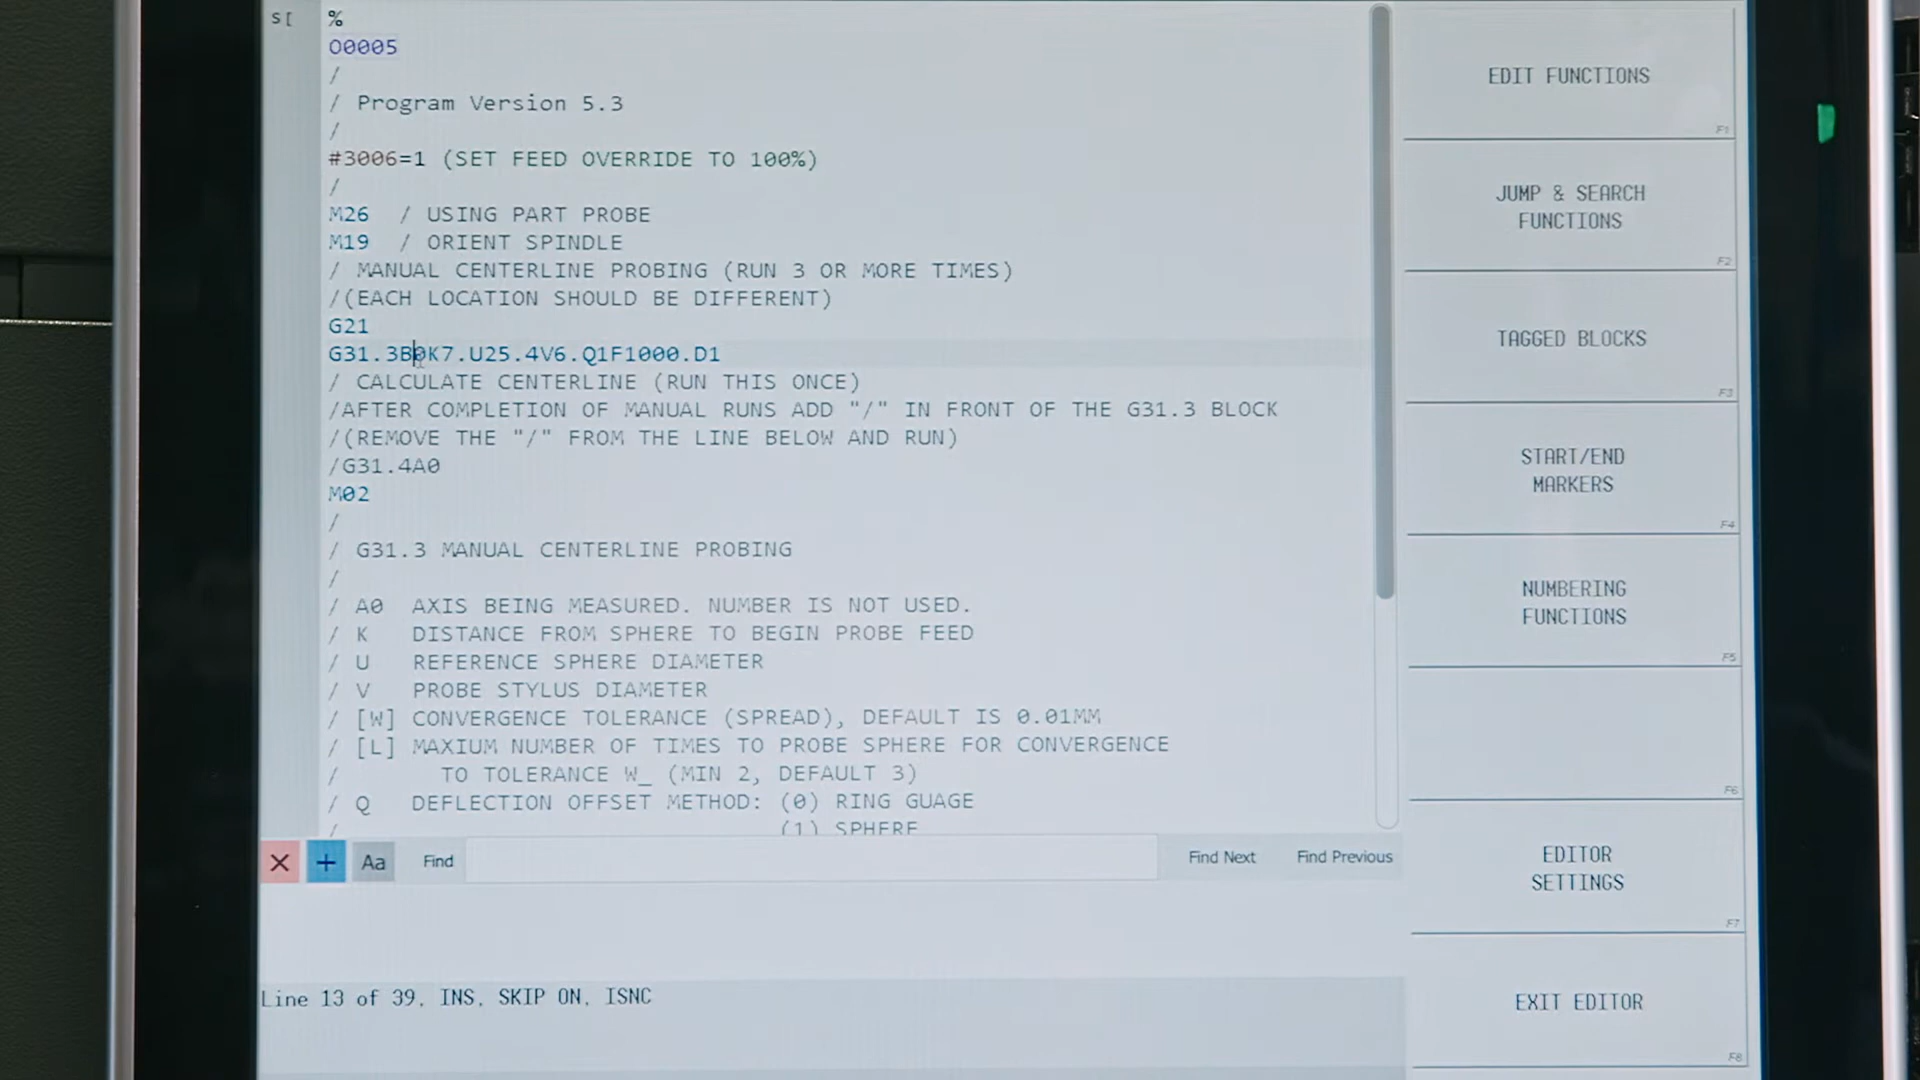 S[
%
O0005
/
/ Program Version 5.3
/
#3006=1 (SET FEED OVERRIDE TO 100%)
/
M26  / USING PART PROBE
M19  / ORIENT SPINDLE
/ MANUAL CENTERLINE PROBING (RUN 3 OR MORE TIMES)
/(EACH LOCATION SHOULD BE DIFFERENT)
G21
G31.3B0K7.U25.4V6.Q1F1000.D1
/ CALCULATE CENTERLINE (RUN THIS ONCE)
/AFTER COMPLETION OF MANUAL RUNS ADD "/" IN FRONT OF THE G31.3 BLOCK
/(REMOVE THE "/" FROM THE LINE BELOW AND RUN)
/G31.4A0
M02
/
/ G31.3 MANUAL CENTERLINE PROBING
/
/ A0  AXIS BEING MEASURED. NUMBER IS NOT USED.
/ K   DISTANCE FROM SPHERE TO BEGIN PROBE FEED
/ U   REFERENCE SPHERE DIAMETER
/ V   PROBE STYLUS DIAMETER
/ [W] CONVERGENCE TOLERANCE (SPREAD), DEFAULT IS 0.01MM
/ [L] MAXIUM NUMBER OF TIMES TO PROBE SPHERE FOR CONVERGENCE
/       TO TOLERANCE W_ (MIN 2, DEFAULT 3)
/ Q   DEFLECTION OFFSET METHOD: (0) RING GUAGE
/                               (1) SPHERE
Aa Find Find Next Find Previous
Line 13 of 39, INS, SKIP ON, ISNC
EDIT FUNCTIONS
F1
JUMP & SEARCH
FUNCTIONS
F2
TAGGED BLOCKS
F3
START/END
MARKERS
F4
NUMBERING
FUNCTIONS
F5
F6
EDITOR
SETTINGS
F7
EXIT EDITOR
F8